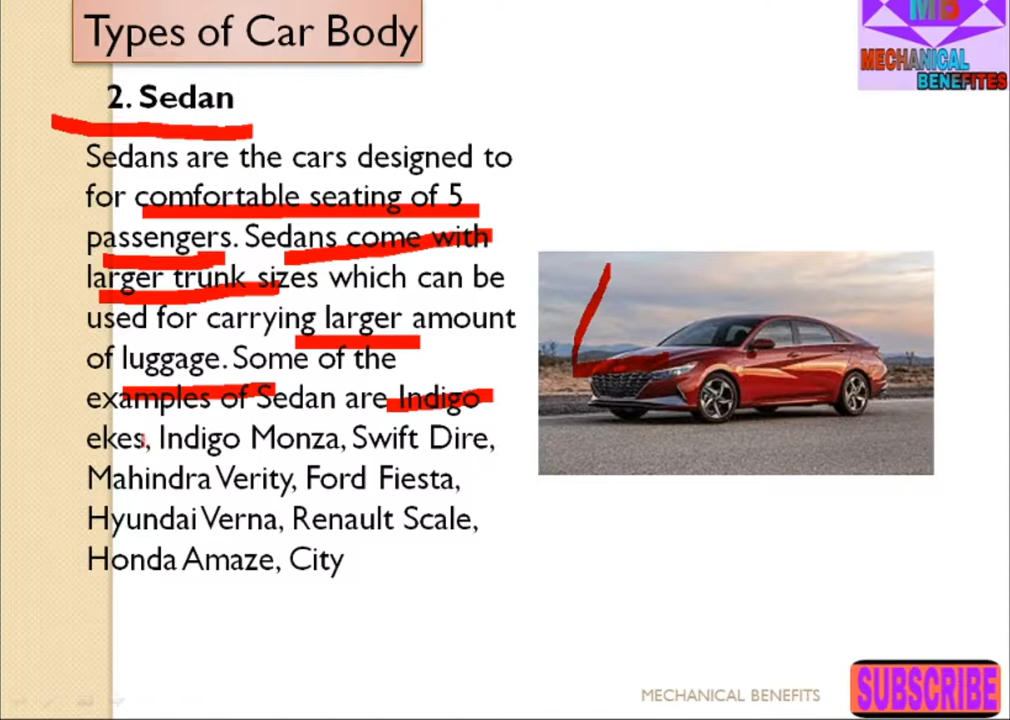 Types of Car Body
MB
MECHANICAL
BENEFITES
2. Sedan
Sedans are the cars designed to
for comfortable seating of 5
passengers. Sedans come with
larger trunk sizes which can be
used for carrying larger amount
of luggage. Some of the
examples of Sedan are Indigo
ekes, Indigo Monza, Swift Dire,
Mahindra Verity, Ford Fiesta,
Hyundai Verna, Renault Scale,
Honda Amaze, City
MECHANICAL BENEFITS
SUBSCRIBE